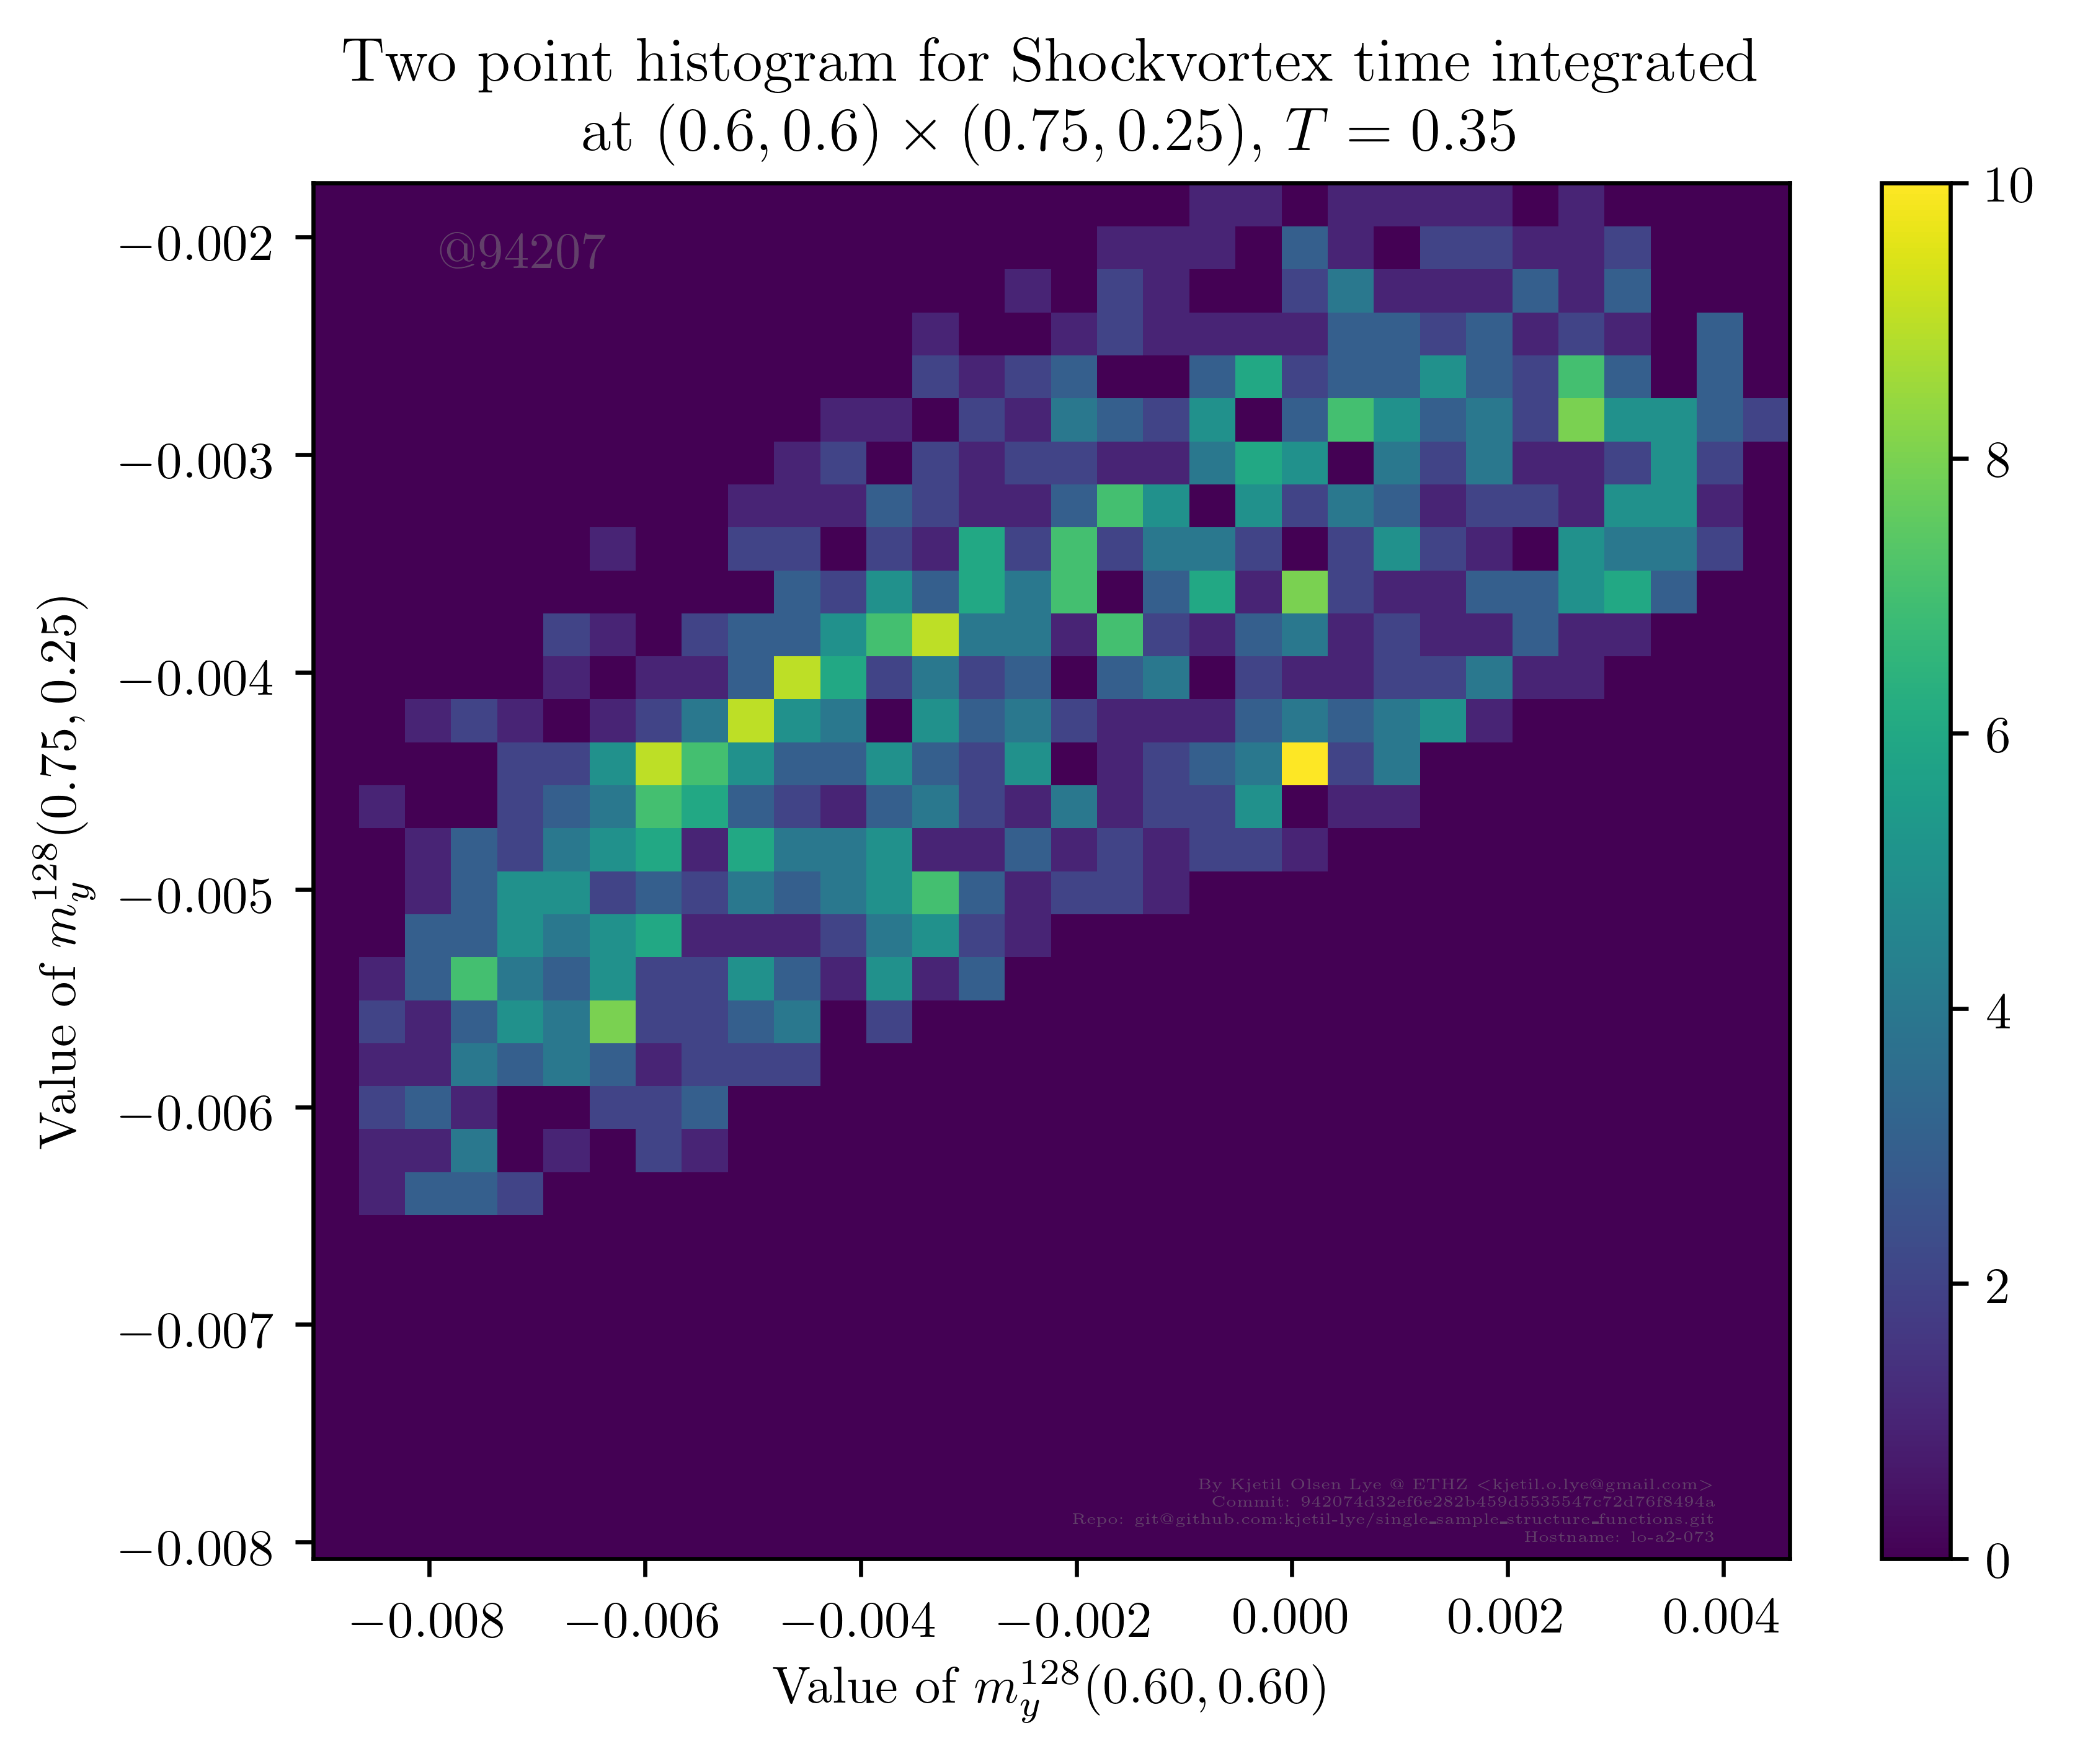 Two point histogram for Shockvortex time integrated
at (0.6, 0.6) × (0.75, 0.25), T = 0.35
@94207
10
8
6
4
2
0
−0.002
−0.003
−0.004
−0.005
−0.006
−0.007
−0.008
Value of m_y^128(0.75, 0.25)
By Kjetil Olsen Lye @ ETHZ <kjetil.o.lye@gmail.com>
Commit: 942074d32ef6e282b459d5535547c72d76f8494a
Repo: git@github.com:kjetil-lye/single_sample_structure_functions.git
Hostname: lo-a2-073
−0.008 −0.006 −0.004 −0.002 0.000 0.002 0.004
Value of m_y^128(0.60, 0.60)